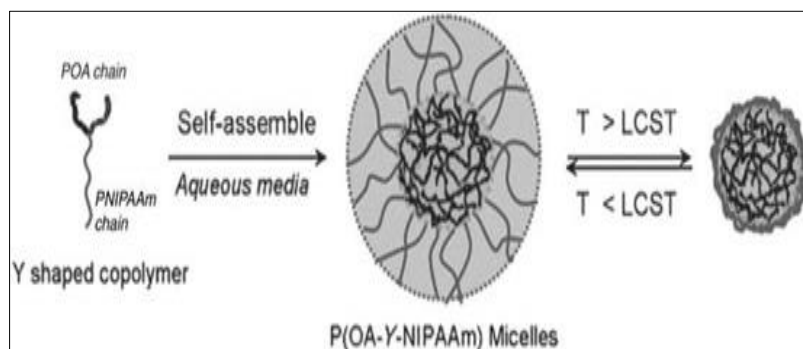 POA chain
Self-assemble
Aqueous media
PNIPAAm
chain
Y shaped copolymer
T > LCST
T < LCST
P(OA-Y-NIPAAm) Micelles